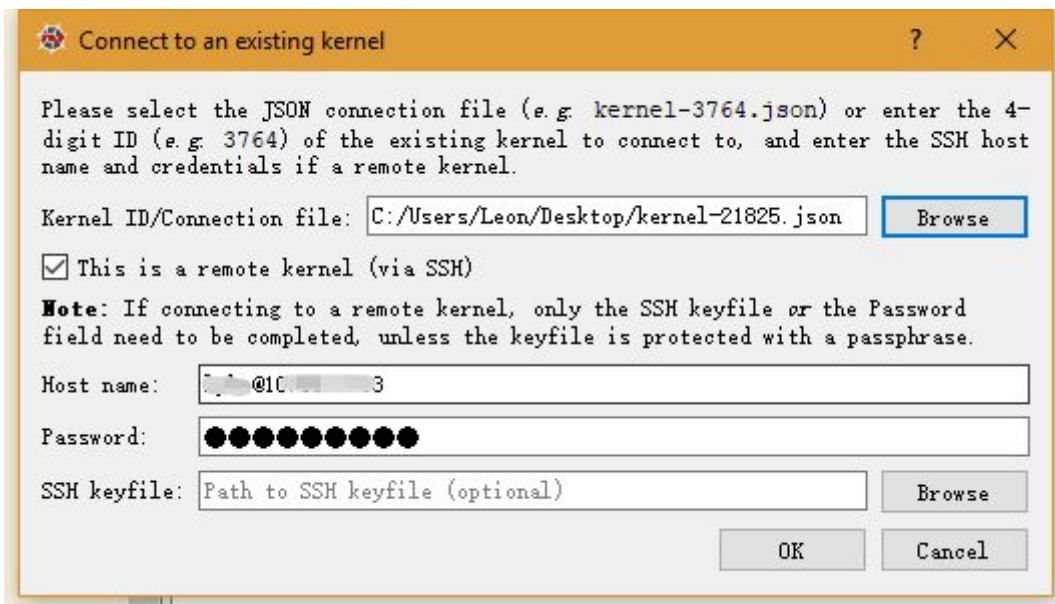 Connect to an existing kernel ? ×
Please select the JSON connection file (e.g. kernel-3764.json) or enter the 4-
digit ID (e.g. 3764) of the existing kernel to connect to, and enter the SSH host
name and credentials if a remote kernel.
Kernel ID/Connection file: C:/Users/Leon/Desktop/kernel-21825.json Browse
This is a remote kernel (via SSH)
Note: If connecting to a remote kernel, only the SSH keyfile or the Password
field need to be completed, unless the keyfile is protected with a passphrase.
Host name:
Password: ●●●●●●●●●
SSH keyfile: Path to SSH keyfile (optional) Browse
OK Cancel